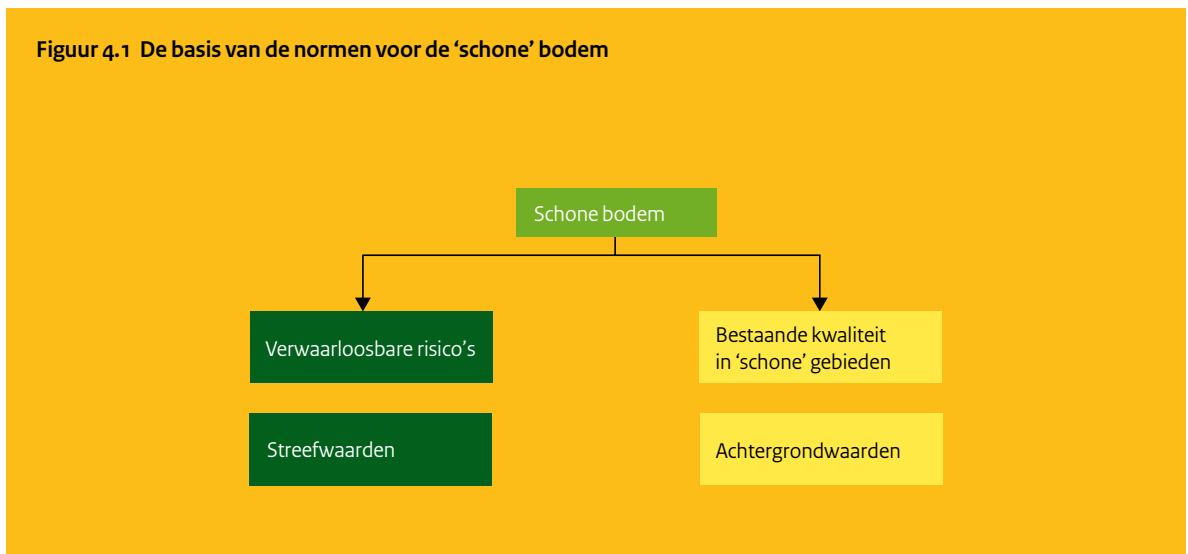 Figuur 4.1 De basis van de normen voor de ‘schone’ bodem
Schone bodem
Verwaarloosbare risico’s
Bestaande kwaliteit
in ‘schone’ gebieden
Streefwaarden
Achtergrondwaarden